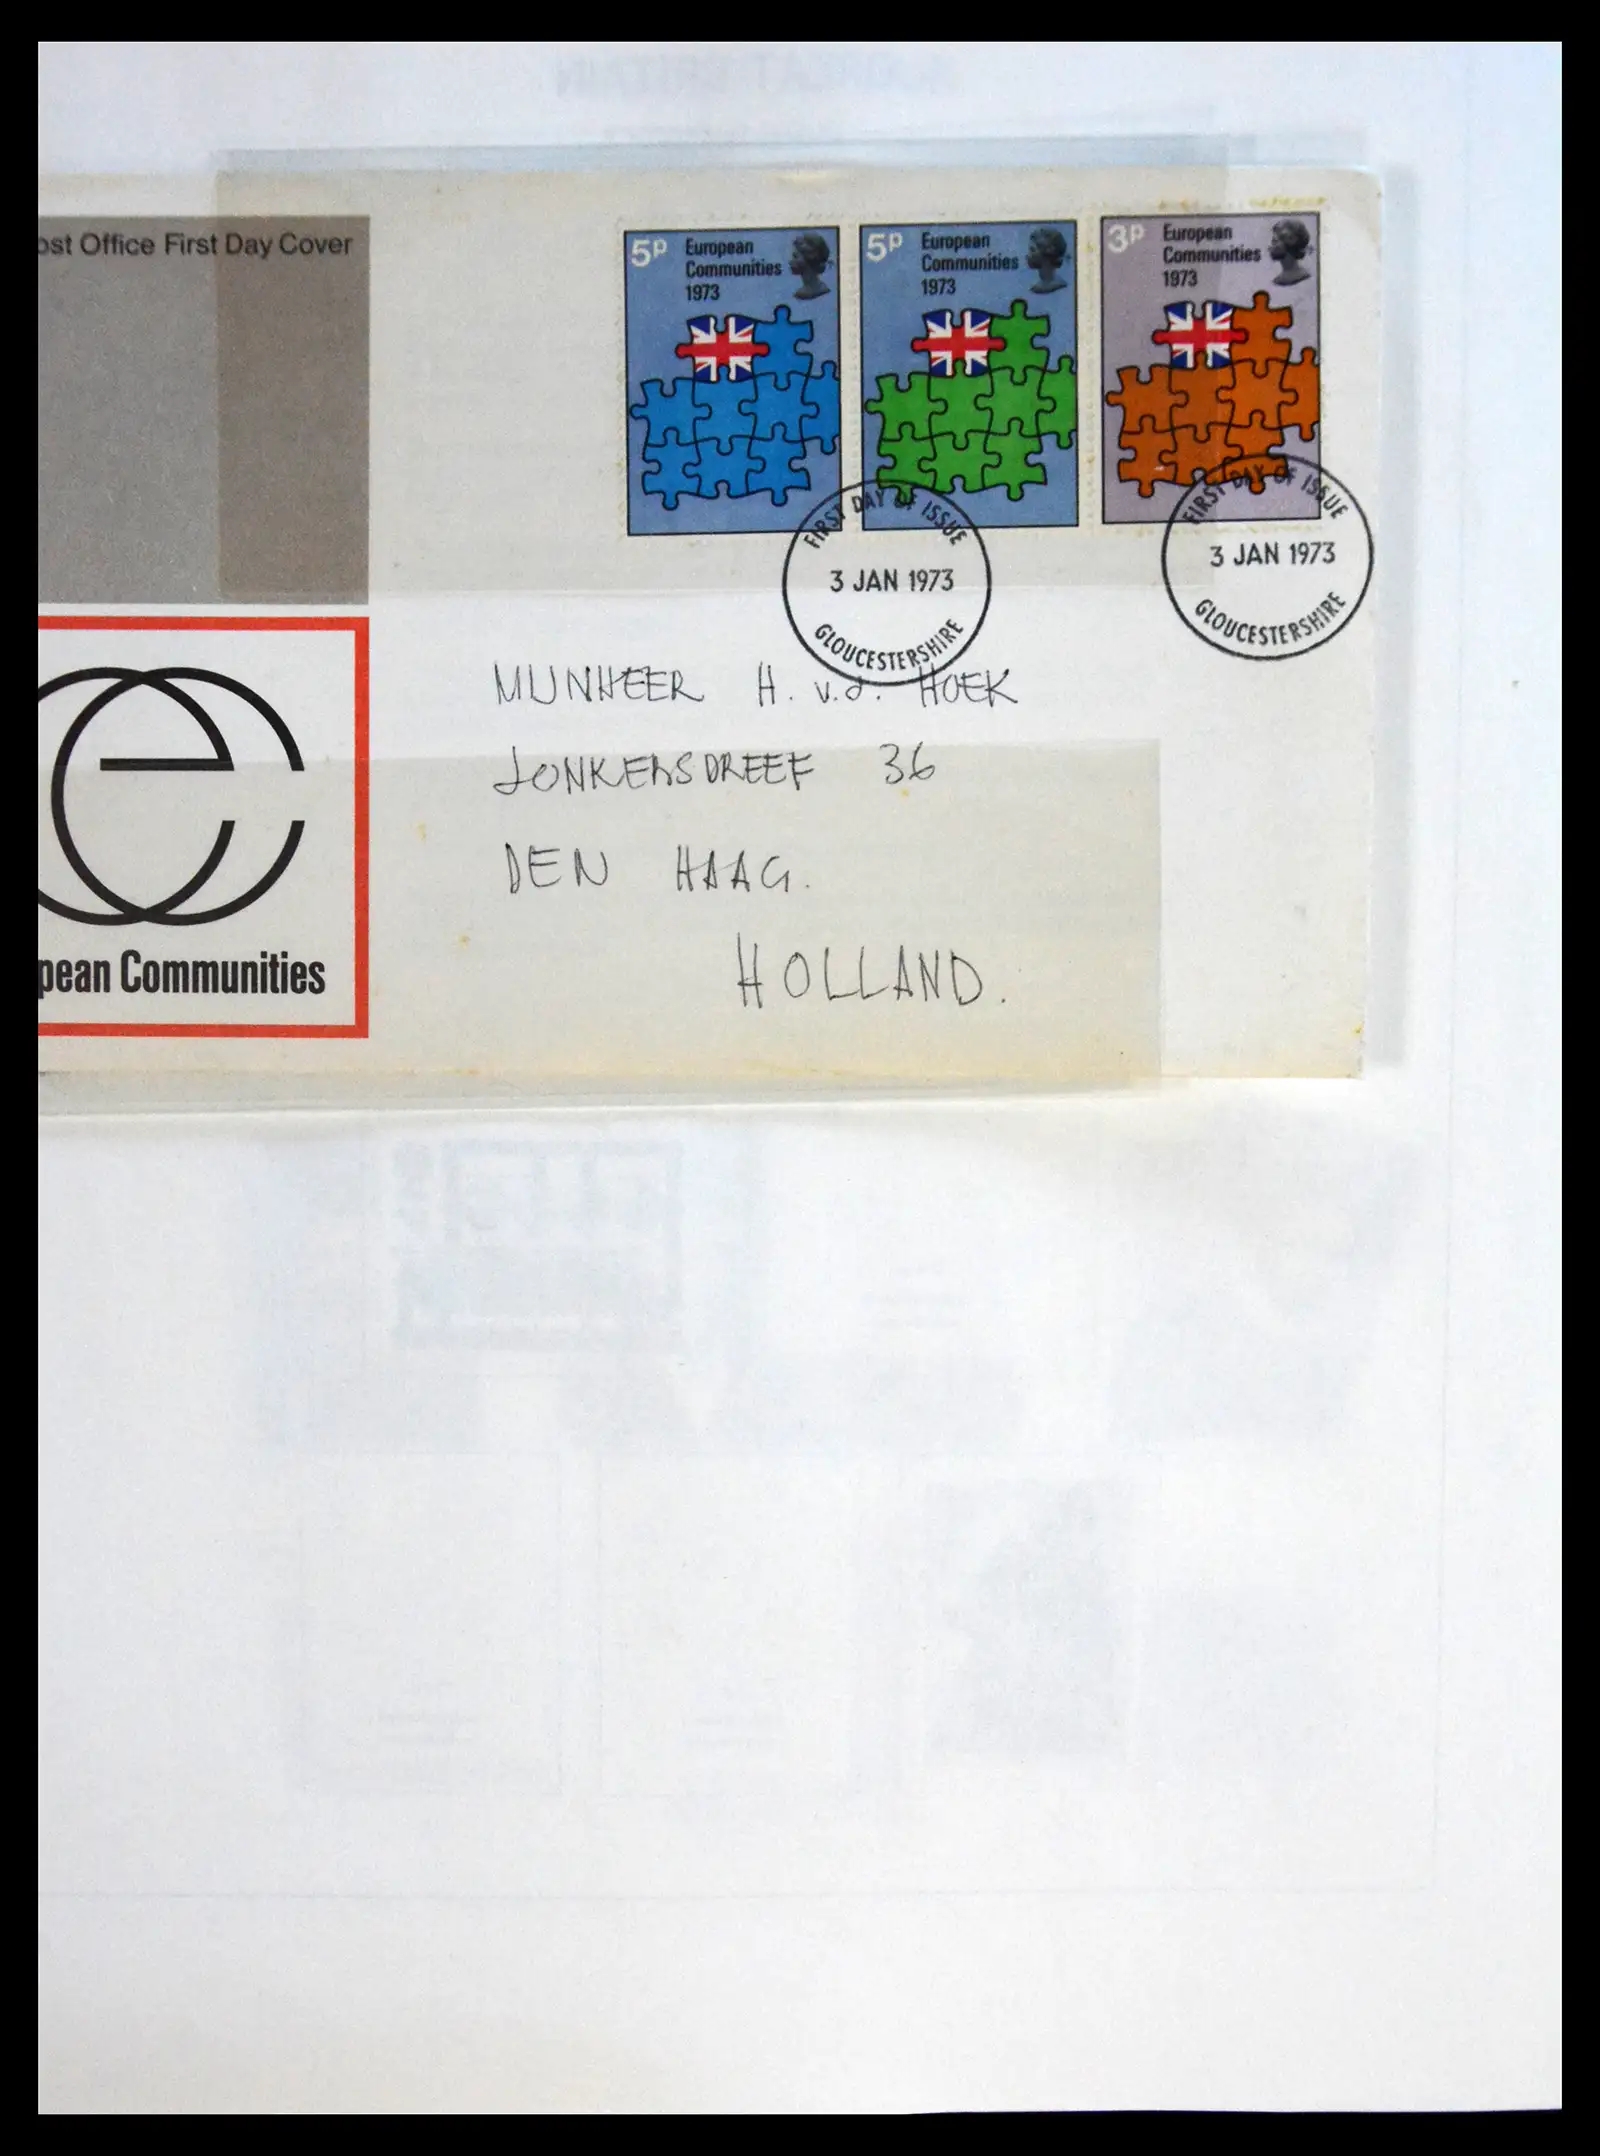 ost Office First Day Cover
5P European
Communities
1973
5P European
Communities
1973
3P European
Communities
1973
FIRST DAY OF ISSUE
3 JAN 1973
GLOUCESTERSHIRE
FIRST DAY OF ISSUE
3 JAN 1973
GLOUCESTERSHIRE
MIJNHEER H. v.d. HOEK
JONKERSDREEF 36
DEN HAAG.
HOLLAND.
pean Communities